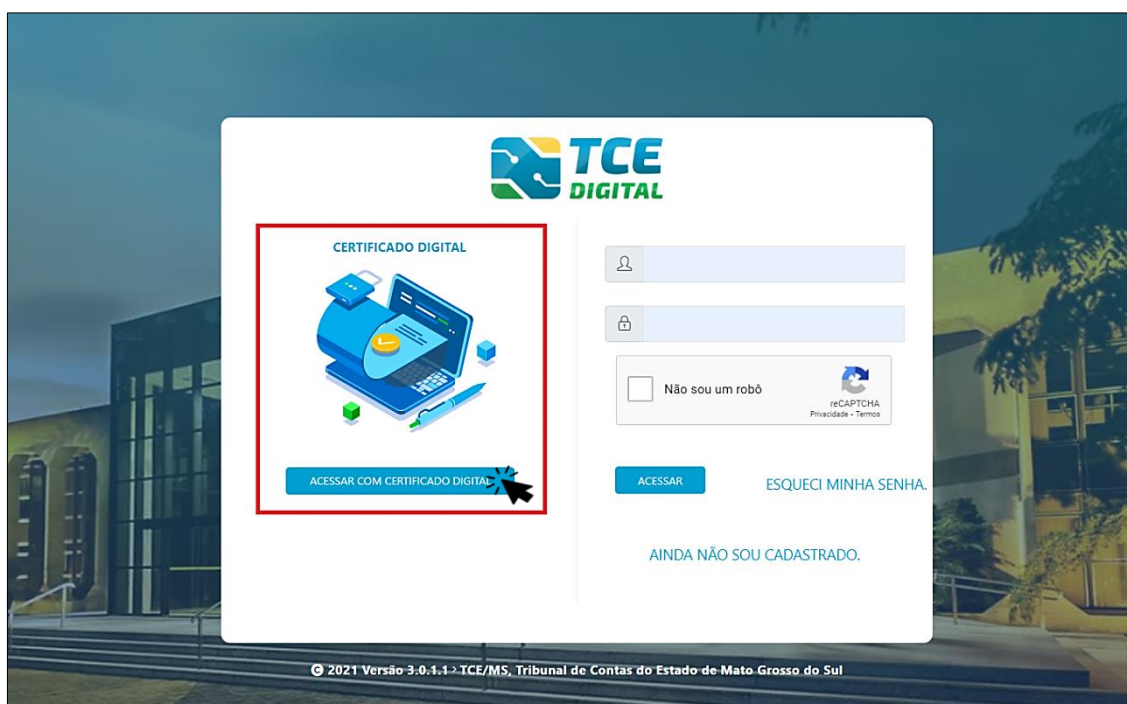 TCE
DIGITAL
CERTIFICADO DIGITAL
ACESSAR COM CERTIFICADO DIGITAL
Não sou um robô
reCAPTCHA
Privacidade - Termos
ACESSAR
ESQUECI MINHA SENHA.
AINDA NÃO SOU CADASTRADO.
© 2021 Versão 3.0.1.1 > TCE/MS, Tribunal de Contas do Estado de Mato Grosso do Sul